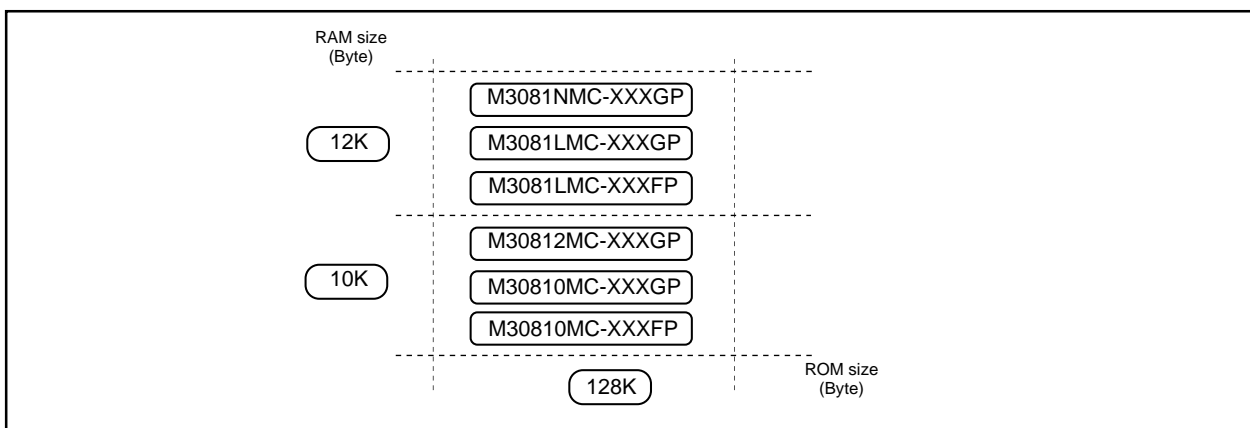 RAM size
(Byte)
M3081NMC-XXXGP
12K
M3081LMC-XXXGP
M3081LMC-XXXFP
M30812MC-XXXGP
10K
M30810MC-XXXGP
M30810MC-XXXFP
ROM size
(Byte)
128K